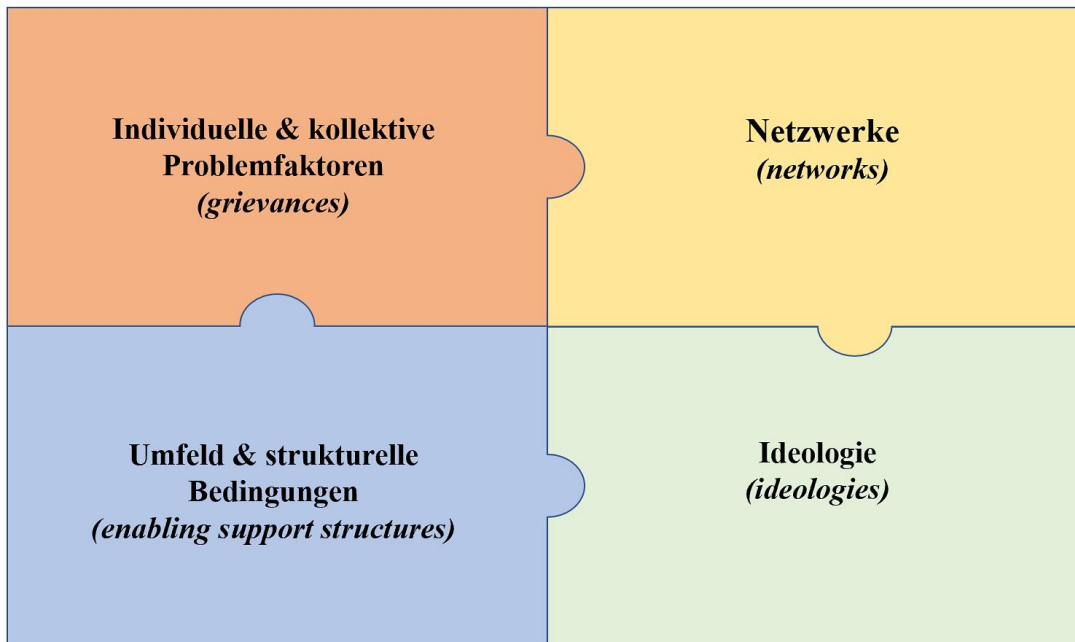 Individuelle & kollektive
Problemfaktoren
(grievances)
Netzwerke
(networks)
Umfeld & strukturelle
Bedingungen
(enabling support structures)
Ideologie
(ideologies)